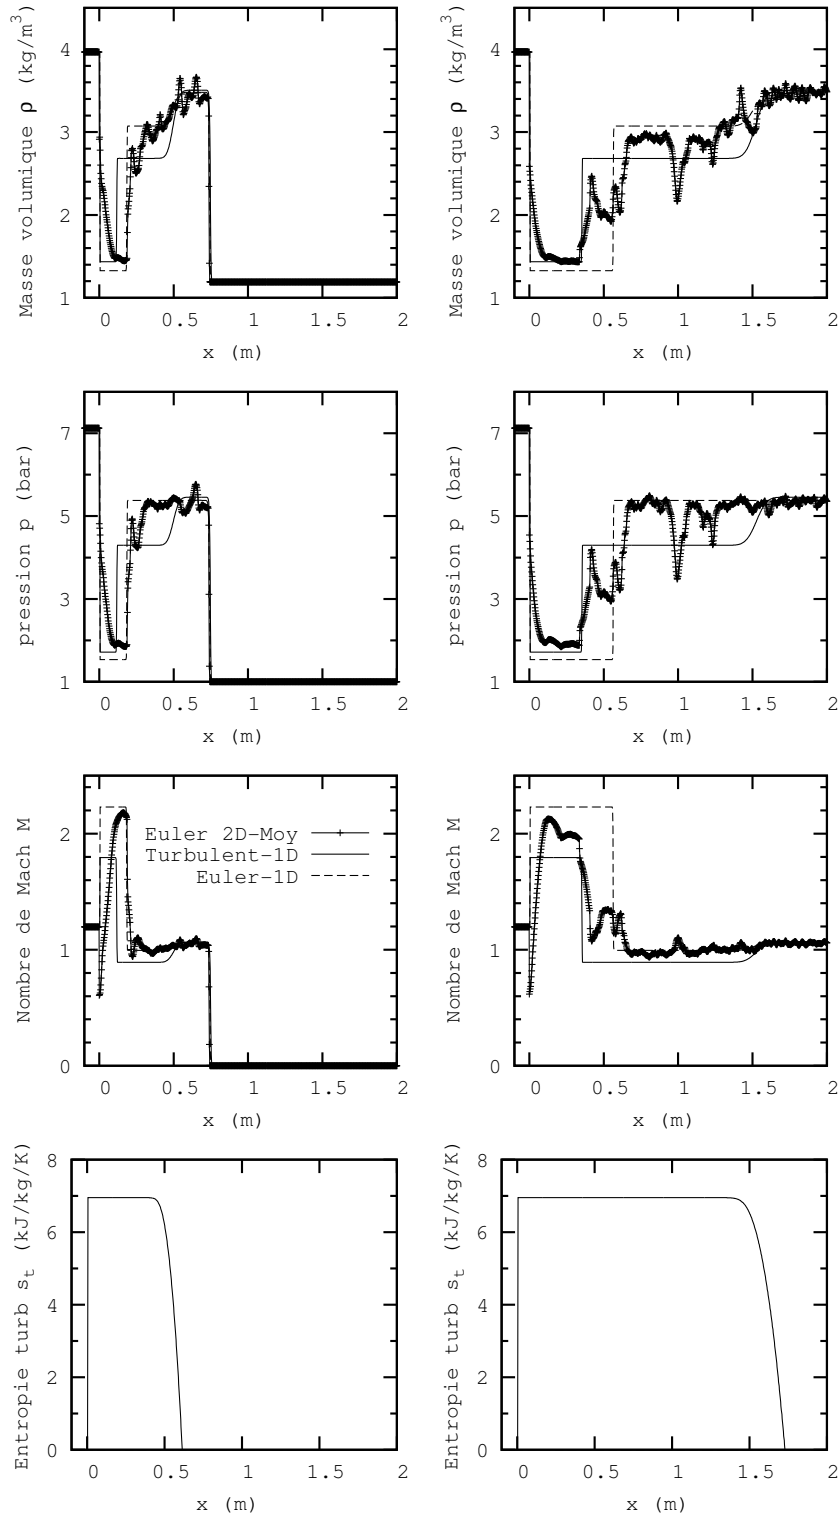 Masse volumique ρ (kg/m³)
4
3
2
1
0 0.5 1 1.5 2
x (m)
Masse volumique ρ (kg/m³)
4
3
2
1
0 0.5 1 1.5 2
x (m)
pression p (bar)
7
5
3
1
0 0.5 1 1.5 2
x (m)
pression p (bar)
7
5
3
1
0 0.5 1 1.5 2
x (m)
Nombre de Mach M
2
1
0
Euler 2D-Moy
Turbulent-1D
Euler-1D
0 0.5 1 1.5 2
x (m)
Nombre de Mach M
2
1
0
0 0.5 1 1.5 2
x (m)
Entropie turb s_t (kJ/kg/K)
8
6
4
2
0
0 0.5 1 1.5 2
x (m)
Entropie turb s_t (kJ/kg/K)
8
6
4
2
0
0 0.5 1 1.5 2
x (m)